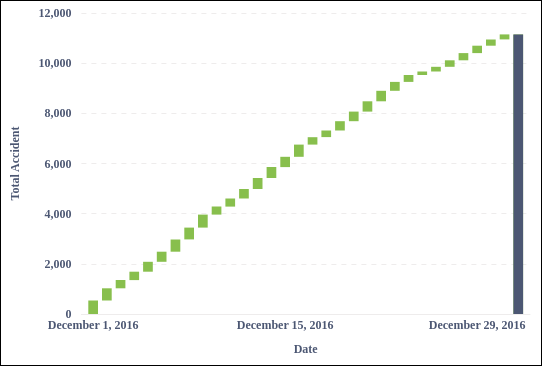 12,000
10,000
8,000
6,000
4,000
2,000
0
Total Accident
December 1, 2016 December 15, 2016 December 29, 2016
Date